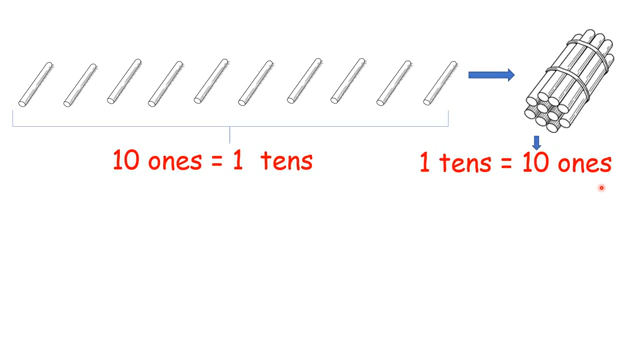 10 ones = 1 tens
1 tens = 10 ones